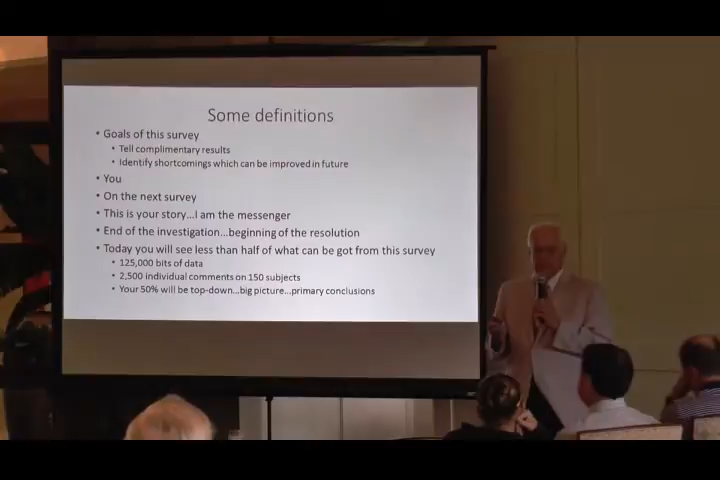 Some definitions
• Goals of this survey
• Tell complimentary results
• Identify shortcomings which can be improved in future
• You
• On the next survey
• This is your story...I am the messenger
• End of the investigation...beginning of the resolution
• Today you will see less than half of what can be got from this survey
• 125,000 bits of data
• 2,500 individual comments on 150 subjects
• Your 50% will be top-down...big picture...primary conclusions